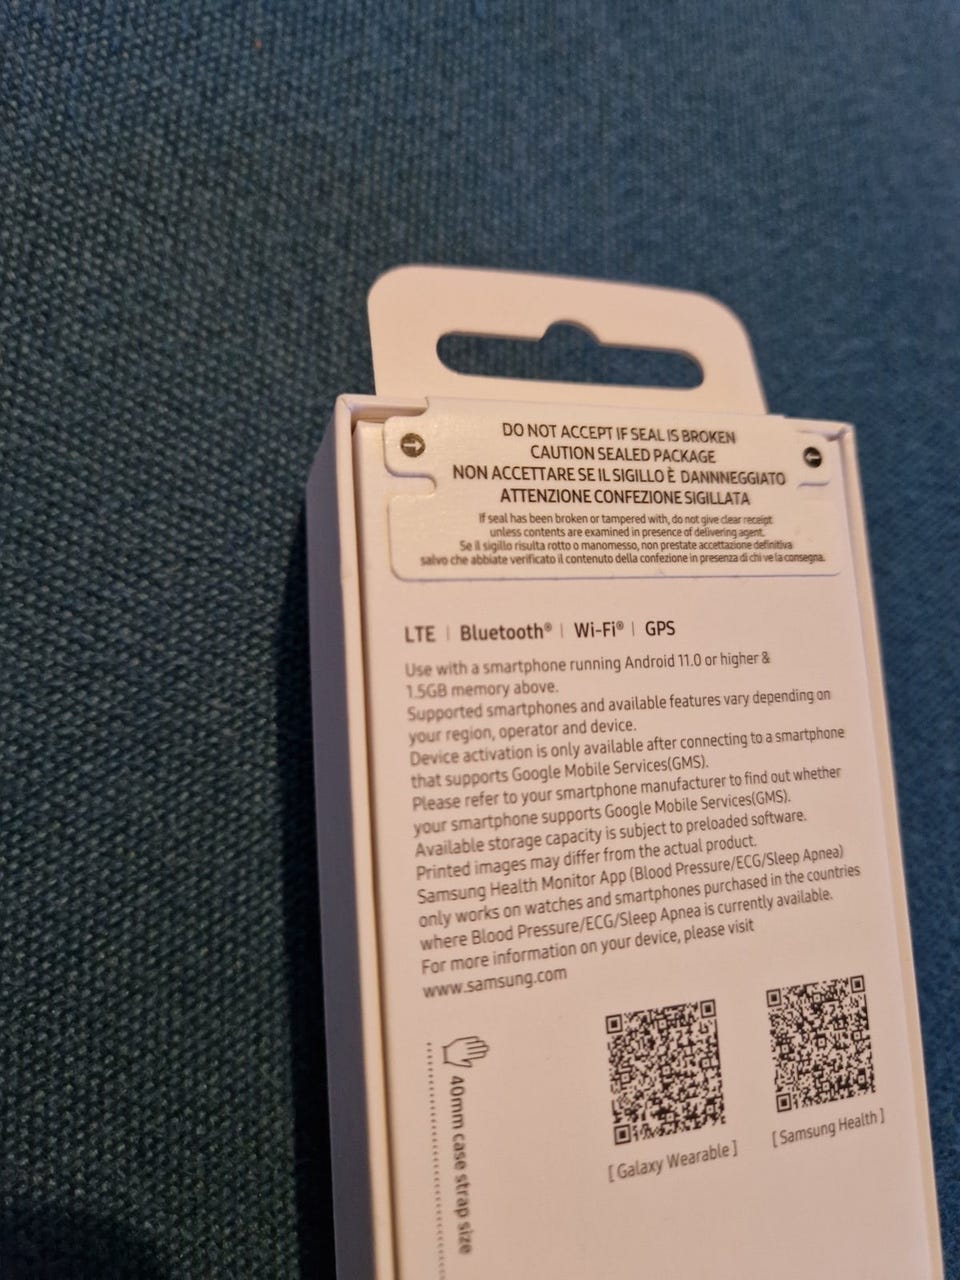 DO NOT ACCEPT IF SEAL IS BROKEN
CAUTION SEALED PACKAGE
NON ACCETTARE SE IL SIGILLO È DANNNEGGIATO
ATTENZIONE CONFEZIONE SIGILLATA
If seal has been broken or tampered with, do not give clear receipt
unless contents are examined in presence of delivering agent.
Se il sigillo risulta rotto o manomesso, non prestate accettazione definitiva
salvo che abbiate verificato il contenuto della confezione in presenza di chi ve la consegna.
LTE | Bluetooth® | Wi-Fi® | GPS
Use with a smartphone running Android 11.0 or higher &
1.5GB memory above.
Supported smartphones and available features vary depending on
your region, operator and device.
Device activation is only available after connecting to a smartphone
that supports Google Mobile Services(GMS).
Please refer to your smartphone manufacturer to find out whether
your smartphone supports Google Mobile Services(GMS).
Available storage capacity is subject to preloaded software.
Printed images may differ from the actual product.
Samsung Health Monitor App (Blood Pressure/ECG/Sleep Apnea)
only works on watches and smartphones purchased in the countries
where Blood Pressure/ECG/Sleep Apnea is currently available.
For more information on your device, please visit
www.samsung.com
40mm case strap size
[ Galaxy Wearable ]
[ Samsung Health ]